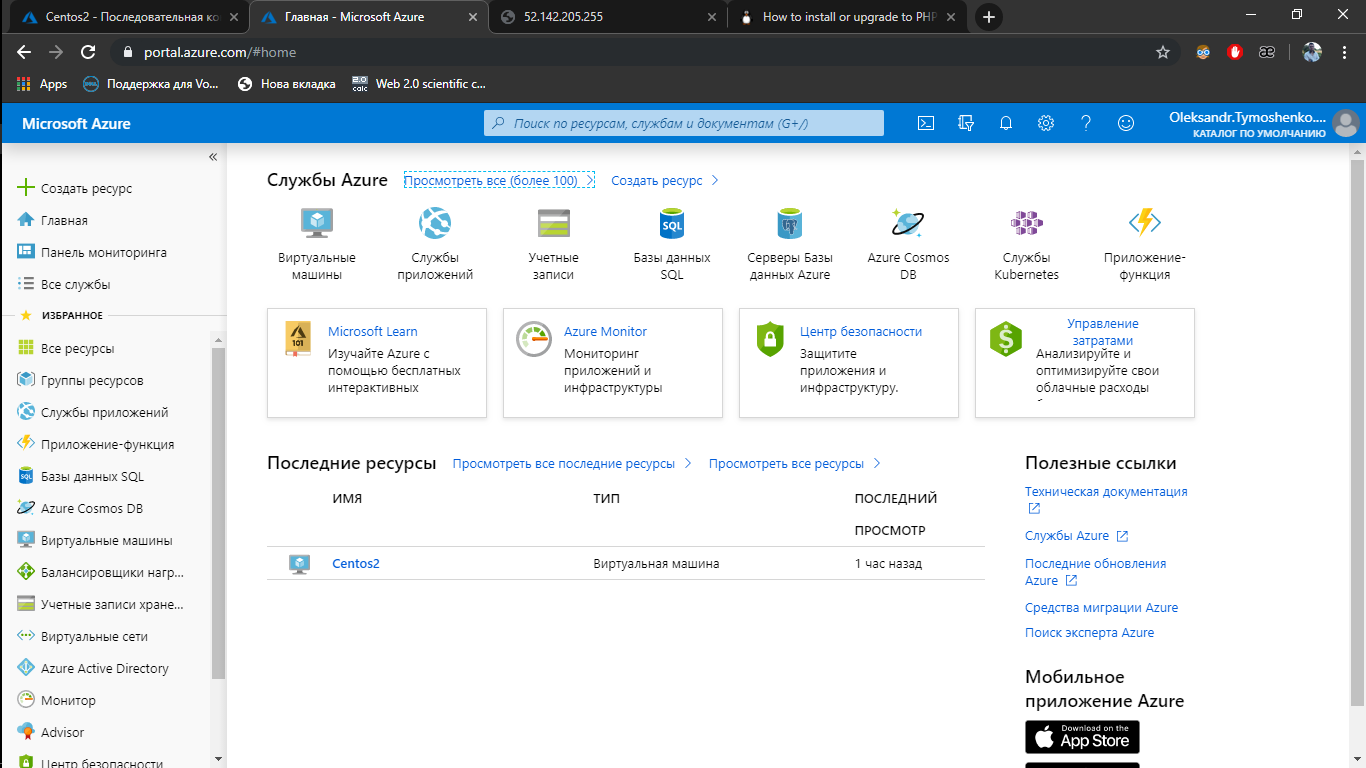 Centos2 - Последовательная ко
Главная - Microsoft Azure
52.142.205.255
How to install or upgrade to PHP
portal.azure.com/#home
Apps
Поддержка для Vo...
Нова вкладка
2.0 calc
Web 2.0 scientific c...
Microsoft Azure
Поиск по ресурсам, службам и документам (G+/)
Oleksandr.Tymoshenko....
КАТАЛОГ ПО УМОЛЧАНИЮ
Создать ресурс
Главная
Панель мониторинга
Все службы
ИЗБРАННОЕ
Все ресурсы
Группы ресурсов
Службы приложений
Приложение-функция
Базы данных SQL
Azure Cosmos DB
Виртуальные машины
Балансировщики нагр...
Учетные записи хране...
Виртуальные сети
Azure Active Directory
Монитор
Advisor
Центр безопасности
Службы Azure
Просмотреть все (более 100)
Создать ресурс
Виртуальные
машины
Службы
приложений
Учетные
записи
SQL
Базы данных
SQL
Серверы Базы
данных Azure
Azure Cosmos
DB
Службы
Kubernetes
Приложение-
функция
101
Microsoft Learn
Изучайте Azure с
помощью бесплатных
интерактивных
Azure Monitor
Мониторинг
приложений и
инфраструктуры
Центр безопасности
Защитите
приложения и
инфраструктуру.
Управление
затратами
Анализируйте и
оптимизируйте свои
облачные расходы
Последние ресурсы
Просмотреть все последние ресурсы
Просмотреть все ресурсы
ИМЯ
ТИП
ПОСЛЕДНИЙ
ПРОСМОТР
Centos2
Виртуальная машина
1 час назад
Полезные ссылки
Техническая документация
Службы Azure
Последние обновления
Azure
Средства миграции Azure
Поиск эксперта Azure
Мобильное
приложение Azure
Download on the
App Store